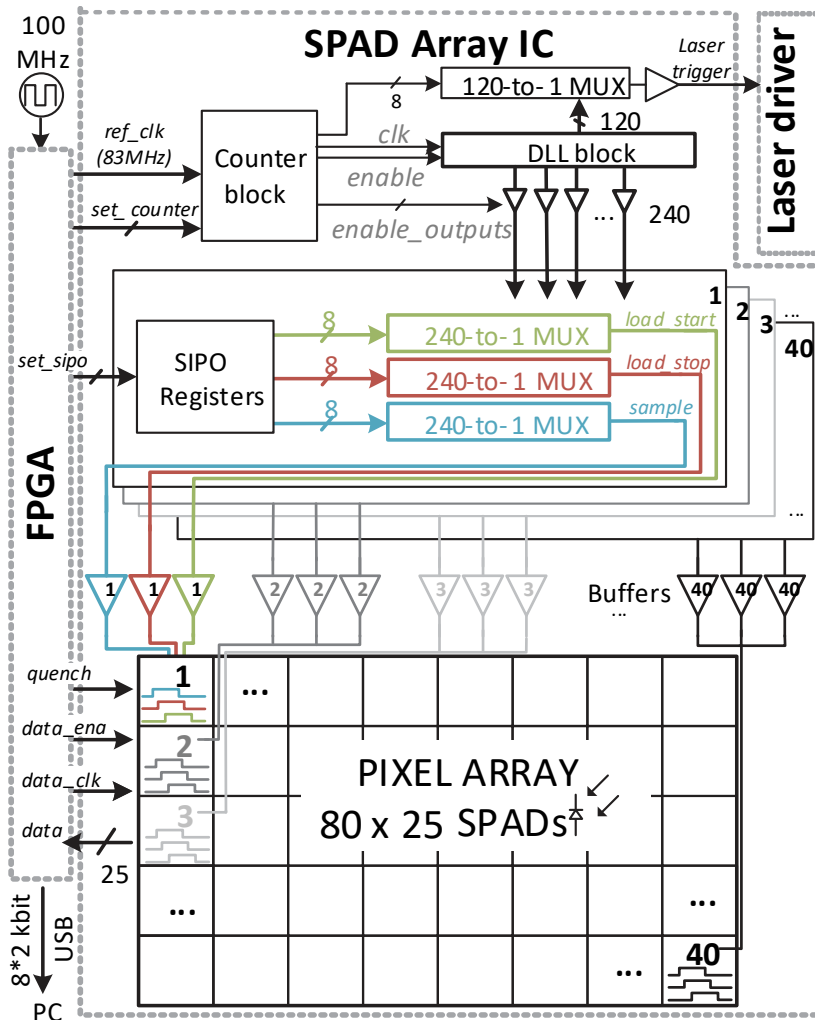 100
MHz
SPAD Array IC
Laser
trigger
Laser driver
8
120-to- 1 MUX
120
ref_clk
(83MHz)
Counter
block
clk
enable
DLL block
set_ counter
enable_outputs
...
240
1
2
3
...
40
set_sipo
SIPO
Registers
8
240-to- 1 MUX
load_start
8
240-to- 1 MUX
load_stop
8
240-to- 1 MUX
sample
...
FPGA
1
1
1
2
2
2
3
3
3
Buffers
...
40
40
40
quench
1
...
data_ena
2
data_clk
PIXEL ARRAY
3
80 x 25 SPADs
data
25
...
...
8*2 kbit
USB
...
40
PC